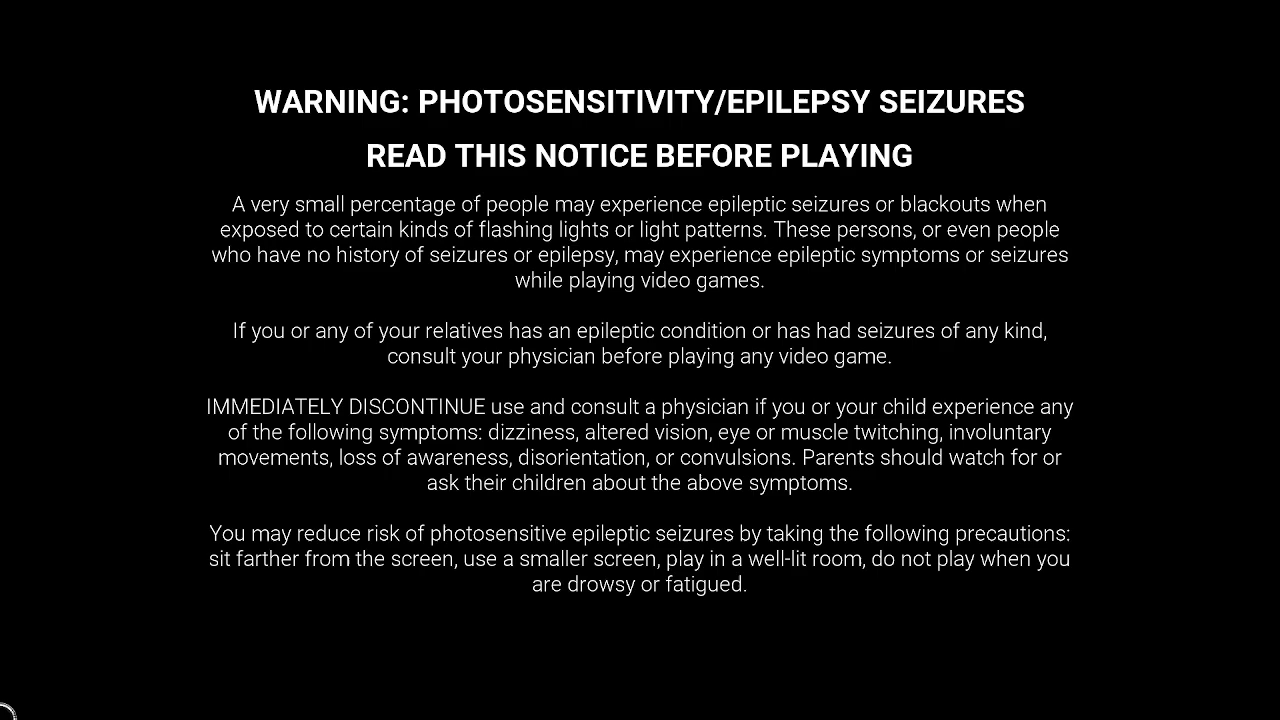 WARNING: PHOTOSENSITIVITY/EPILEPSY SEIZURES
READ THIS NOTICE BEFORE PLAYING
A very small percentage of people may experience epileptic seizures or blackouts when
exposed to certain kinds of flashing lights or light patterns. These persons, or even people
who have no history of seizures or epilepsy, may experience epileptic symptoms or seizures
while playing video games.
If you or any of your relatives has an epileptic condition or has had seizures of any kind,
consult your physician before playing any video game.
IMMEDIATELY DISCONTINUE use and consult a physician if you or your child experience any
of the following symptoms: dizziness, altered vision, eye or muscle twitching, involuntary
movements, loss of awareness, disorientation, or convulsions. Parents should watch for or
ask their children about the above symptoms.
You may reduce risk of photosensitive epileptic seizures by taking the following precautions:
sit farther from the screen, use a smaller screen, play in a well-lit room, do not play when you
are drowsy or fatigued.